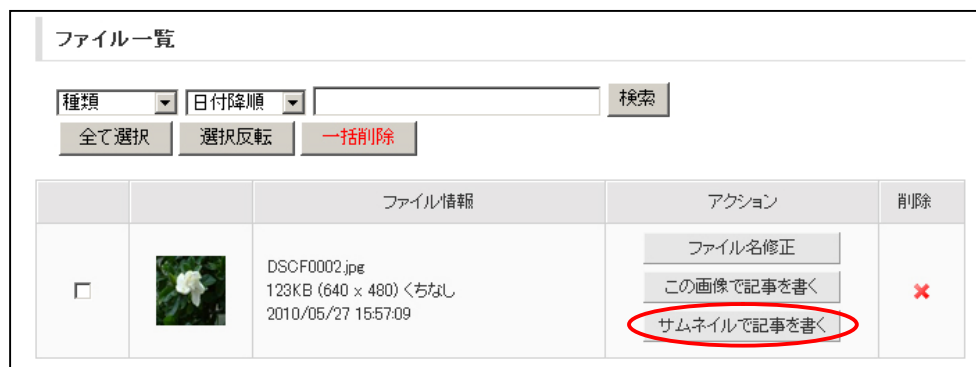 ファイル一覧
種類 日付降順 検索
全て選択 選択反転 一括削除
ファイル情報 アクション 削除
ファイル名修正
DSCF0002.jpg
123KB (640 × 480) くちなし
この画像で記事を書く
2010/05/27 15:57:09
サムネイルで記事を書く